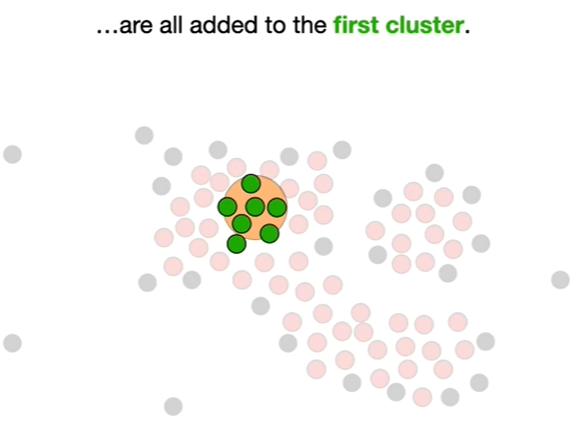 ...are all added to the first cluster.